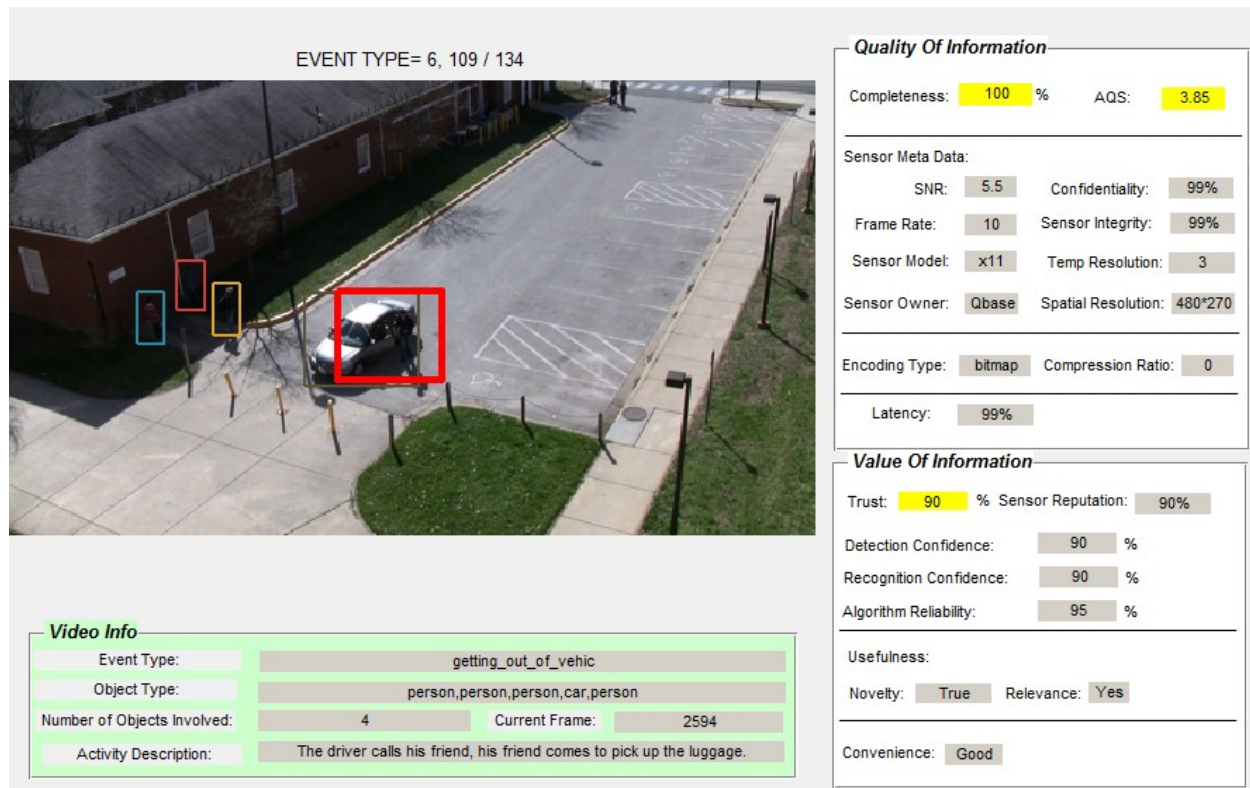 EVENT TYPE= 6, 109 / 134
Quality Of Information
Completeness: 100 % AQS: 3.85
Sensor Meta Data:
SNR: 5.5 Confidentiality: 99%
Frame Rate: 10 Sensor Integrity: 99%
Sensor Model: x11 Temp Resolution: 3
Sensor Owner: Qbase Spatial Resolution: 480*270
Encoding Type: bitmap Compression Ratio: 0
Latency: 99%
Value Of Information
Trust: 90 % Sensor Reputation: 90%
Detection Confidence: 90 %
Recognition Confidence: 90 %
Algorithm Reliability: 95 %
Usefulness:
Novelty: True Relevance: Yes
Convenience: Good
Video Info
Event Type: getting_out_of_vehic
Object Type: person,person,person,car,person
Number of Objects Involved: 4 Current Frame: 2594
Activity Description: The driver calls his friend, his friend comes to pick up the luggage.